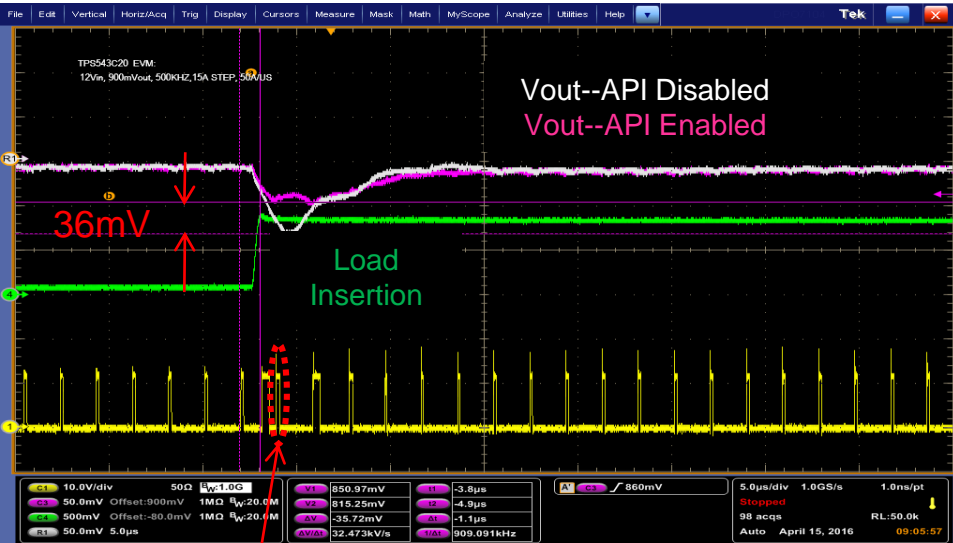 File Edit Vertical Horiz/Acq Trig Display Cursors Measure Mask Math MyScope Analyze Utilities Help Tek
TPS543C20 EVM:
12Vin, 900mVout, 500KHZ,15A STEP, 50A/US
a
Vout--API Disabled
Vout--API Enabled
R1
b
36mV
Load
Insertion
4
1
C1 10.0V/div 50Ω BW:1.0G
C3 50.0mV Offset:900mV 1MΩ BW:20.0M
C4 500mV Offset:-80.0mV 1MΩ BW:20.0M
R1 50.0mV 5.0µs
V1 850.97mV
V2 815.25mV
ΔV -35.72mV
ΔV/Δt 32.473kV/s
t1 -3.8µs
t2 -4.9µs
Δt -1.1µs
1/Δt 909.091kHz
A' C3 860mV
5.0µs/div 1.0GS/s 1.0ns/pt
Stopped
98 acqs RL:50.0k
Auto April 15, 2016 09:05:57